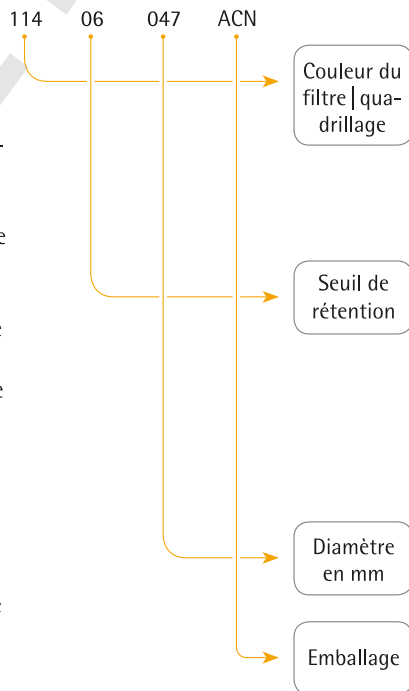 114 06 047 ACN
Couleur du
filtre | qua-
drillage
-
e
Seuil de
rétention
e
e
Diamètre
en mm
Emballage